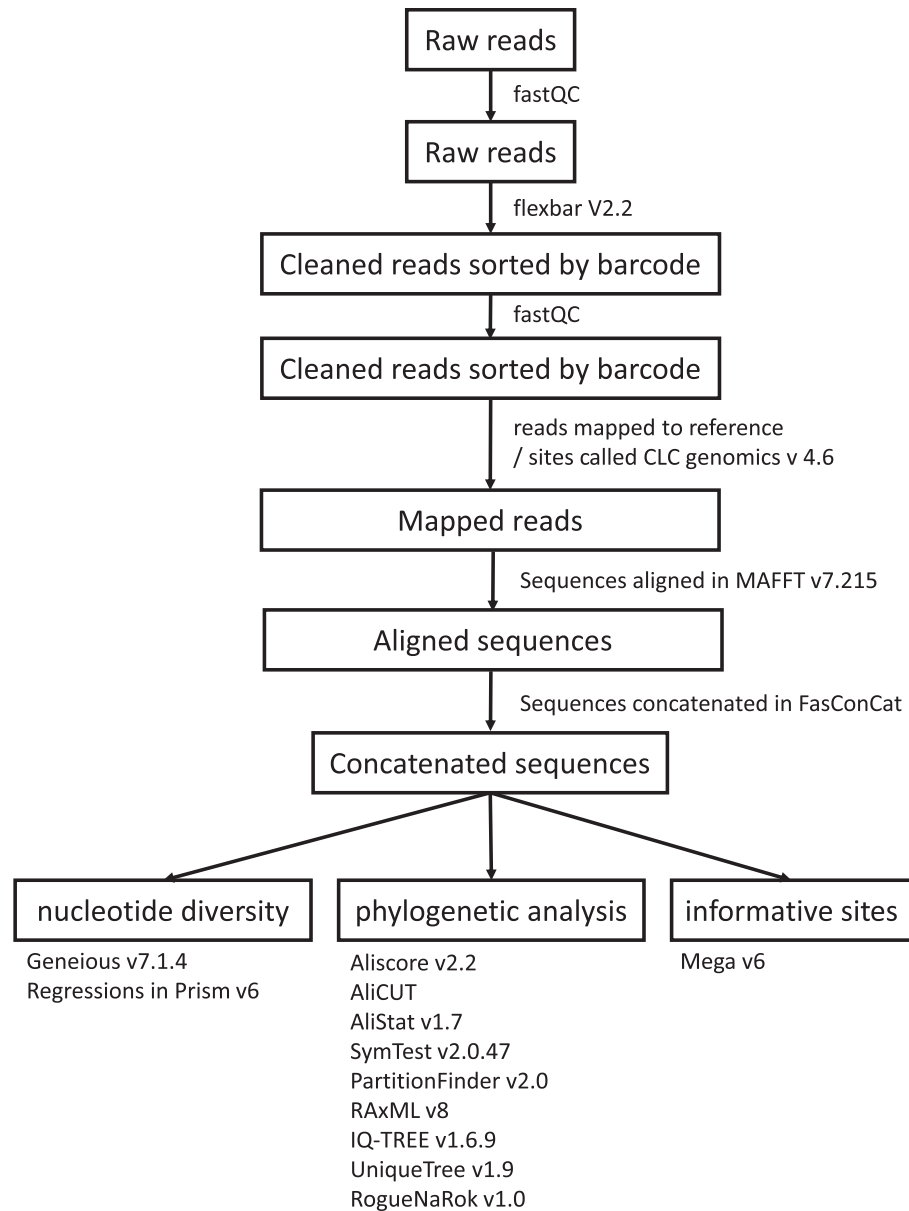 Raw reads
fastQC
Raw reads
flexbar V2.2
Cleaned reads sorted by barcode
fastQC
Cleaned reads sorted by barcode
reads mapped to reference
/ sites called CLC genomics v 4.6
Mapped reads
Sequences aligned in MAFFT v7.215
Aligned sequences
Sequences concatenated in FasConCat
Concatenated sequences
nucleotide diversity
Geneious v7.1.4
Regressions in Prism v6
phylogenetic analysis
Aliscore v2.2
AliCUT
AliStat v1.7
SymTest v2.0.47
PartitionFinder v2.0
RAxML v8
IQ-TREE v1.6.9
UniqueTree v1.9
RogueNaRok v1.0
informative sites
Mega v6